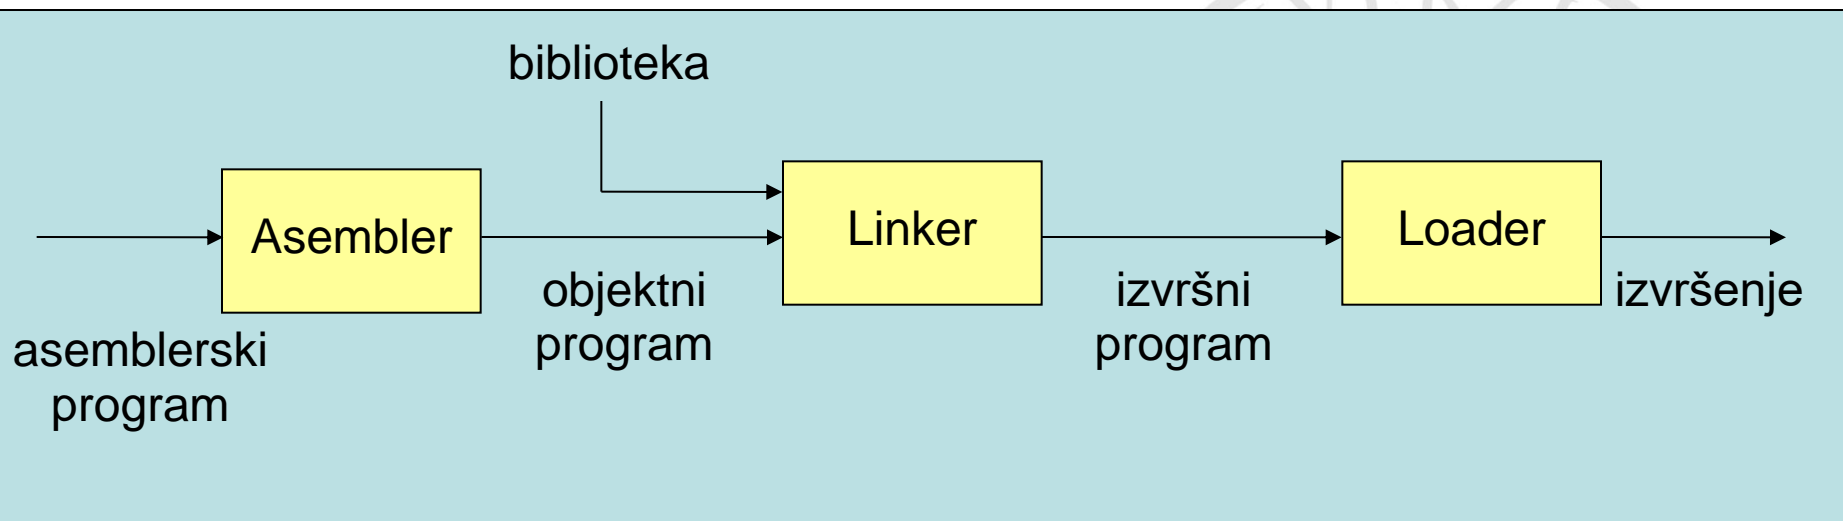 biblioteka
Asembler
Linker
Loader
asemblerski
program
objektni
program
izvršni
program
izvršenje